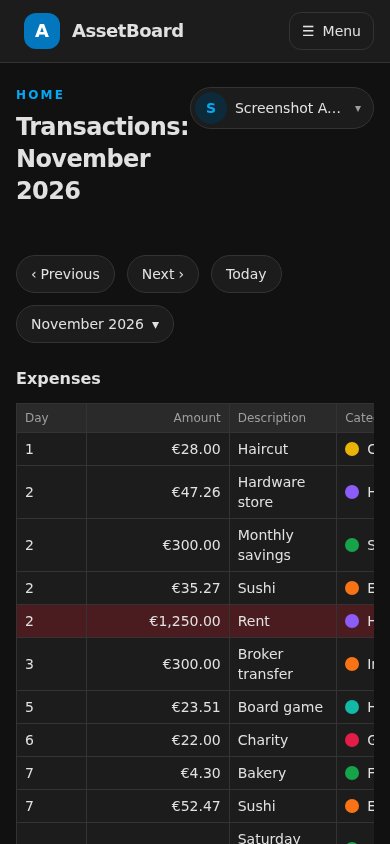 A AssetBoard ☰ Menu
HOME
Transactions:
November
2026
S Screenshot A... ▾
‹ Previous Next › Today
November 2026 ▾
Expenses
Day Amount Description
1 €28.00 Haircut
2 €47.26 Hardware store
2 €300.00 Monthly savings
2 €35.27 Sushi
2 €1,250.00 Rent
3 €300.00 Broker transfer
5 €23.51 Board game
6 €22.00 Charity
7 €4.30 Bakery
7 €52.47 Sushi
Saturday